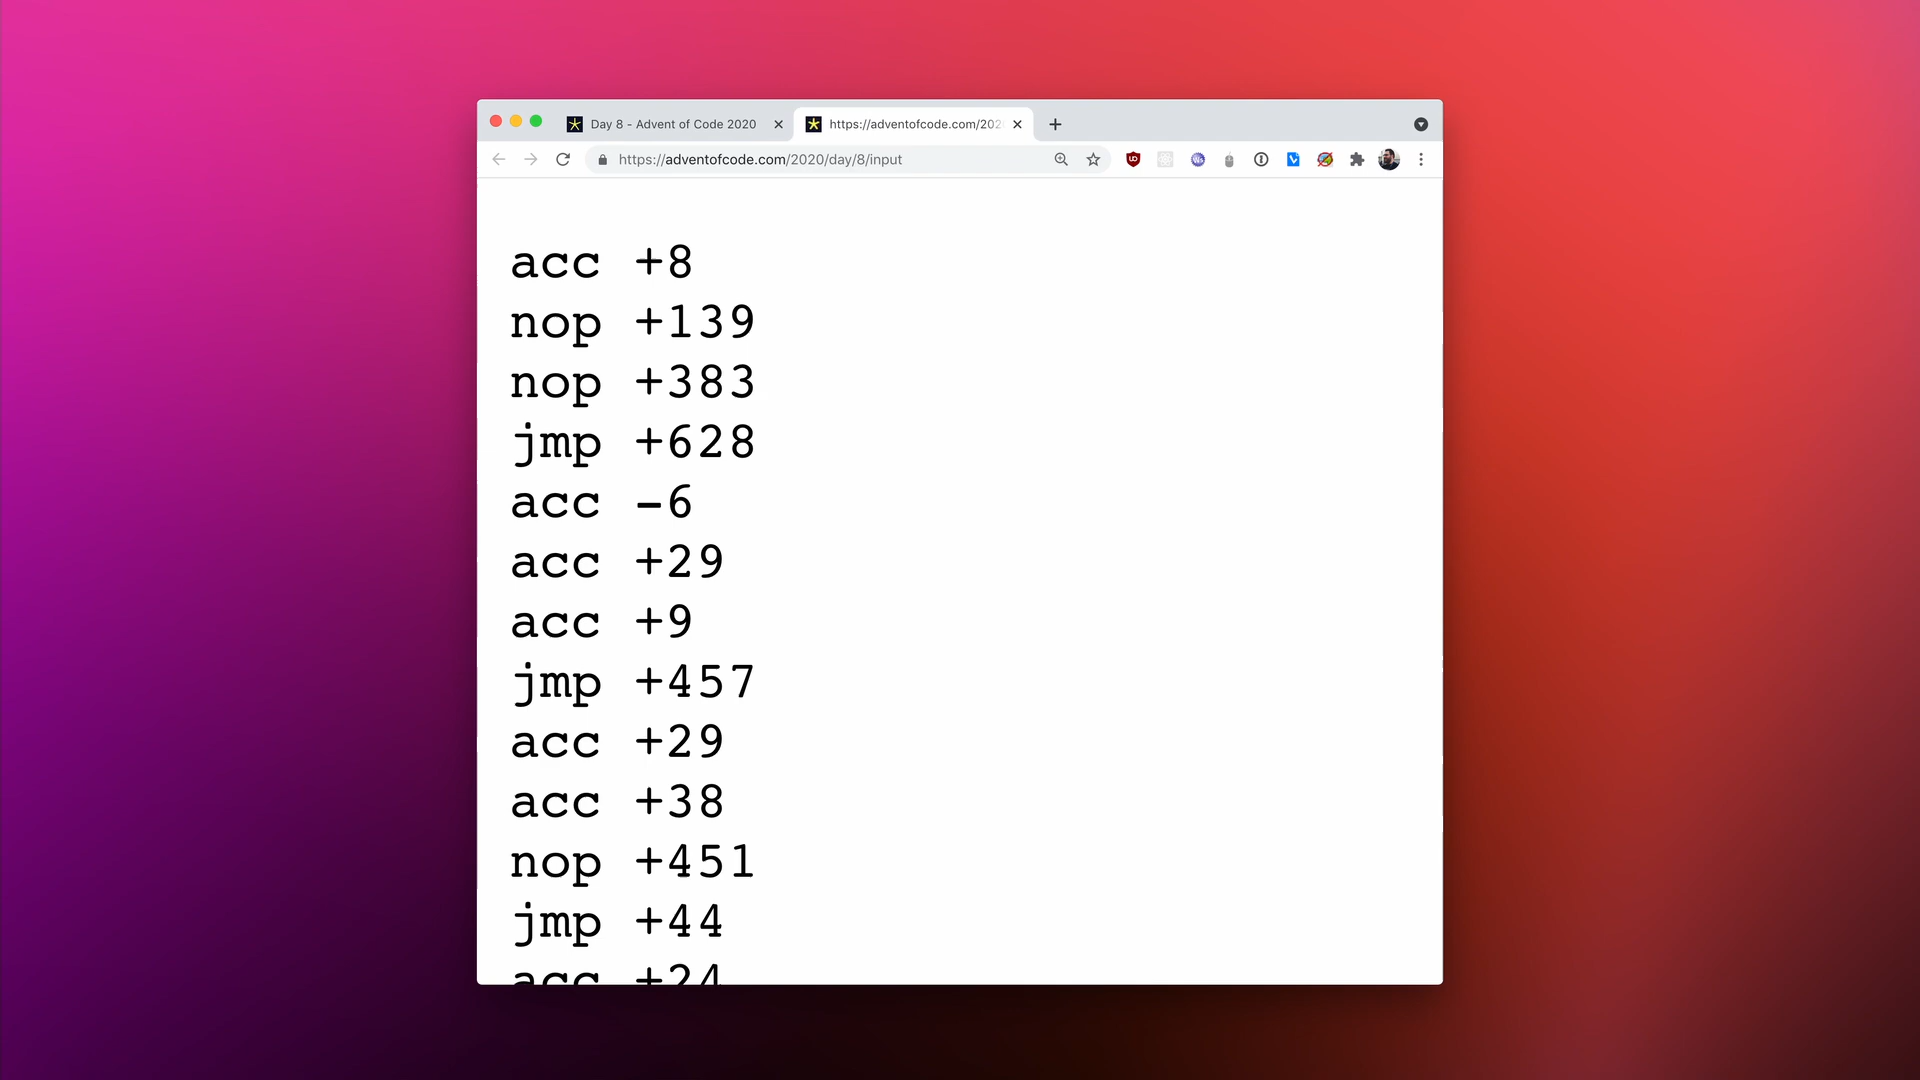 Day 8 - Advent of Code 2020
https://adventofcode.com/202
https://adventofcode.com/2020/day/8/input
acc +8
nop +139
nop +383
jmp +628
acc -6
acc +29
acc +9
jmp +457
acc +29
acc +38
nop +451
jmp +44
acc +24